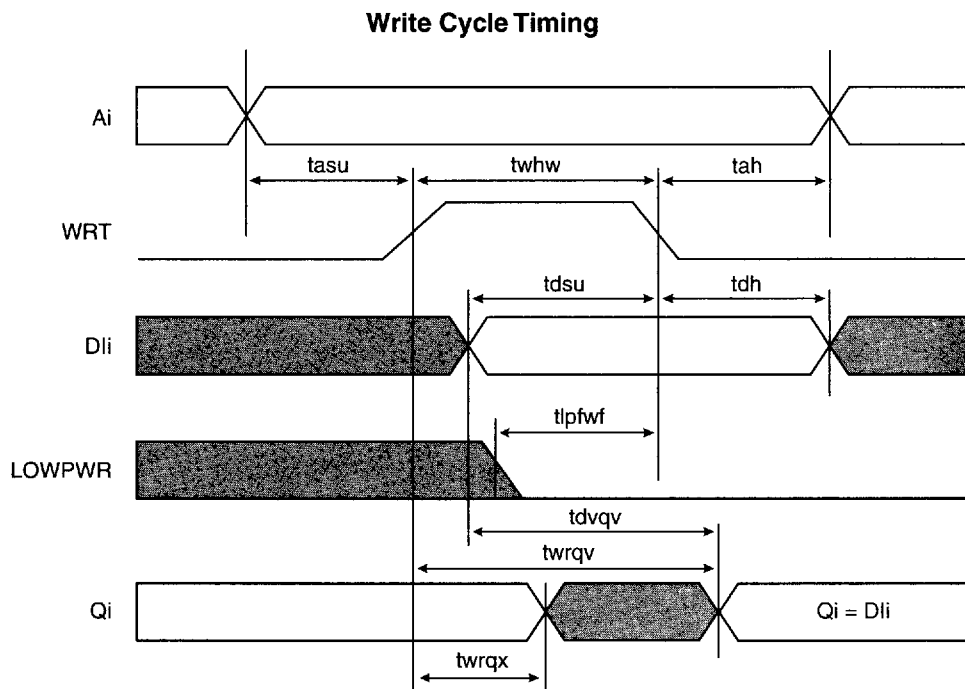 Write Cycle Timing
Ai
tasu
twhw
tah
WRT
tdsu
tdh
DIi
tlpfwf
LOWPWR
tdvqv
twrqv
Qi
Qi = DIi
twrqx